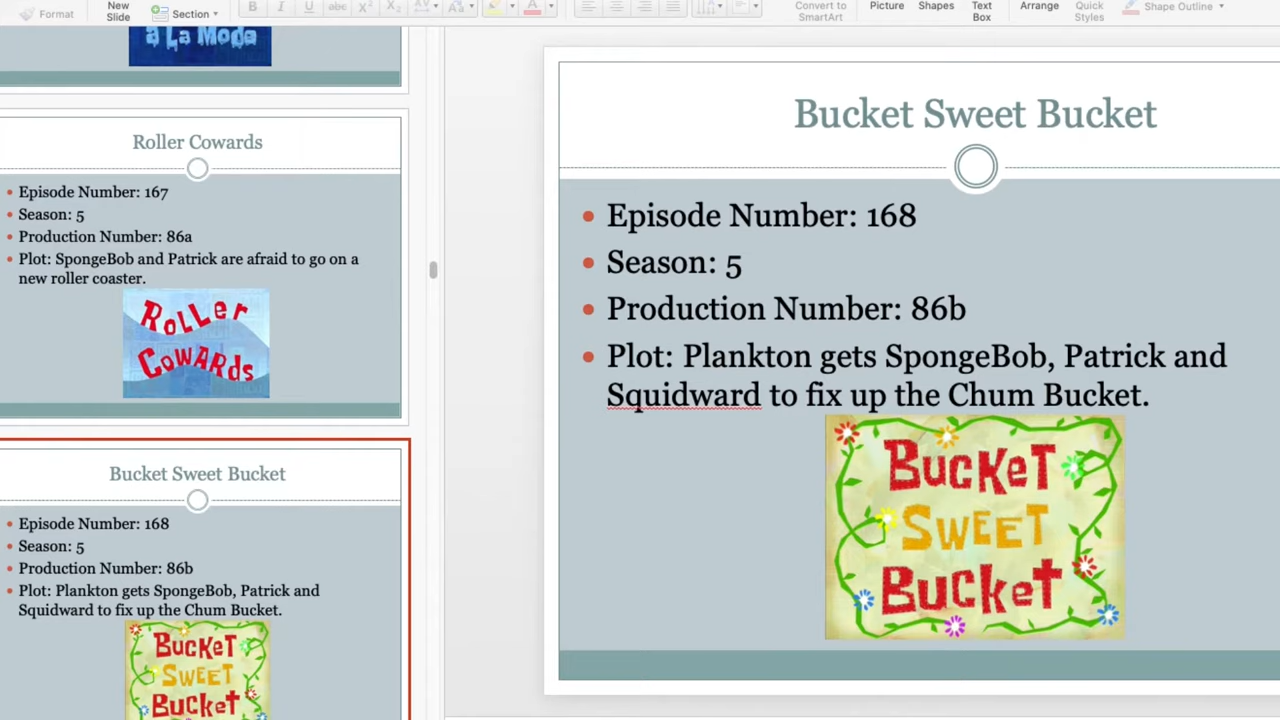 Format
New
Slide
Section
B I U abc X² X₂ AV A A
Convert to
SmartArt
Picture
Shapes
Text
Box
Arrange
Quick
Styles
Shape Outline
à La Mode
Roller Cowards
Episode Number: 167
Season: 5
Production Number: 86a
Plot: SpongeBob and Patrick are afraid to go on a
new roller coaster.
Roller
Cowards
Bucket Sweet Bucket
Episode Number: 168
Season: 5
Production Number: 86b
Plot: Plankton gets SpongeBob, Patrick and
Squidward to fix up the Chum Bucket.
Bucket
Sweet
Bucket
Bucket Sweet Bucket
Episode Number: 168
Season: 5
Production Number: 86b
Plot: Plankton gets SpongeBob, Patrick and
Squidward to fix up the Chum Bucket.
Bucket
Sweet
Bucket